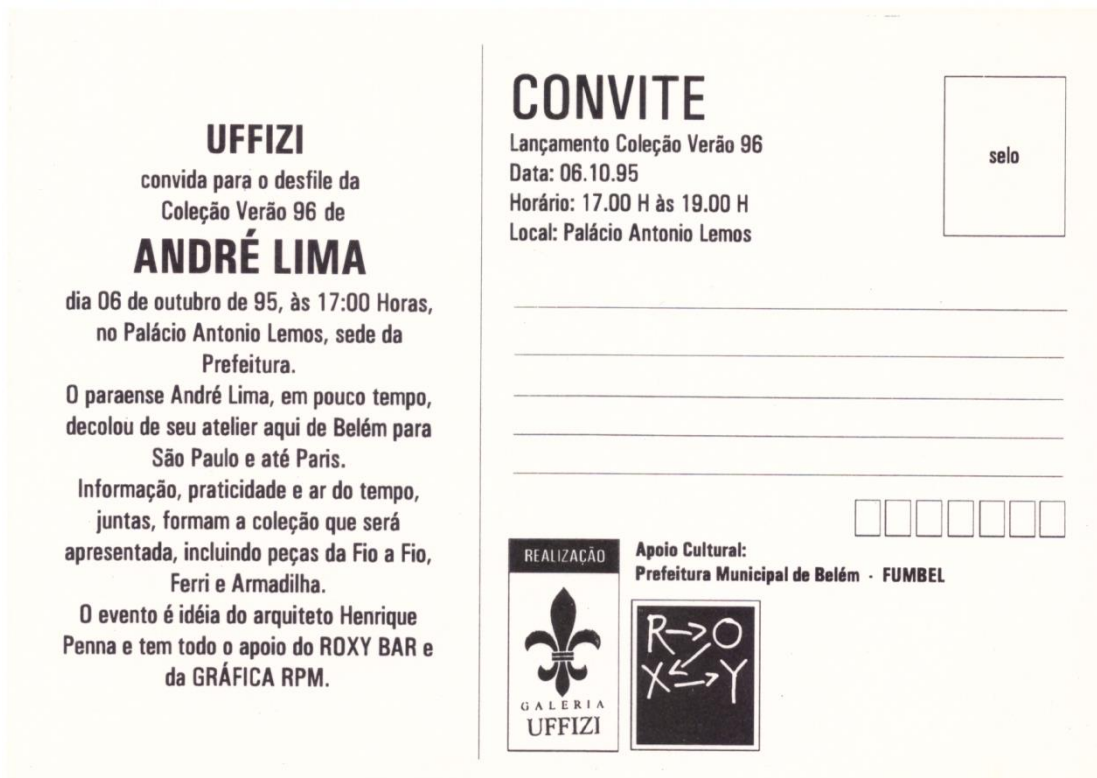 UFFIZI
convida para o desfile da
Coleção Verão 96 de
ANDRÉ LIMA
dia 06 de outubro de 95, às 17:00 Horas,
no Palácio Antonio Lemos, sede da
Prefeitura.
O paraense André Lima, em pouco tempo,
decolou de seu atelier aqui de Belém para
São Paulo e até Paris.
Informação, praticidade e ar do tempo,
juntas, formam a coleção que será
apresentada, incluindo peças da Fio a Fio,
Ferri e Armadilha.
O evento é idéia do arquiteto Henrique
Penna e tem todo o apoio do ROXY BAR e
da GRÁFICA RPM.
CONVITE
Lançamento Coleção Verão 96
Data: 06.10.95
Horário: 17.00 H às 19.00 H
Local: Palácio Antonio Lemos
selo
REALIZAÇÃO
GALERIA
UFFIZI
Apoio Cultural:
Prefeitura Municipal de Belém · FUMBEL
R→O
X→Y